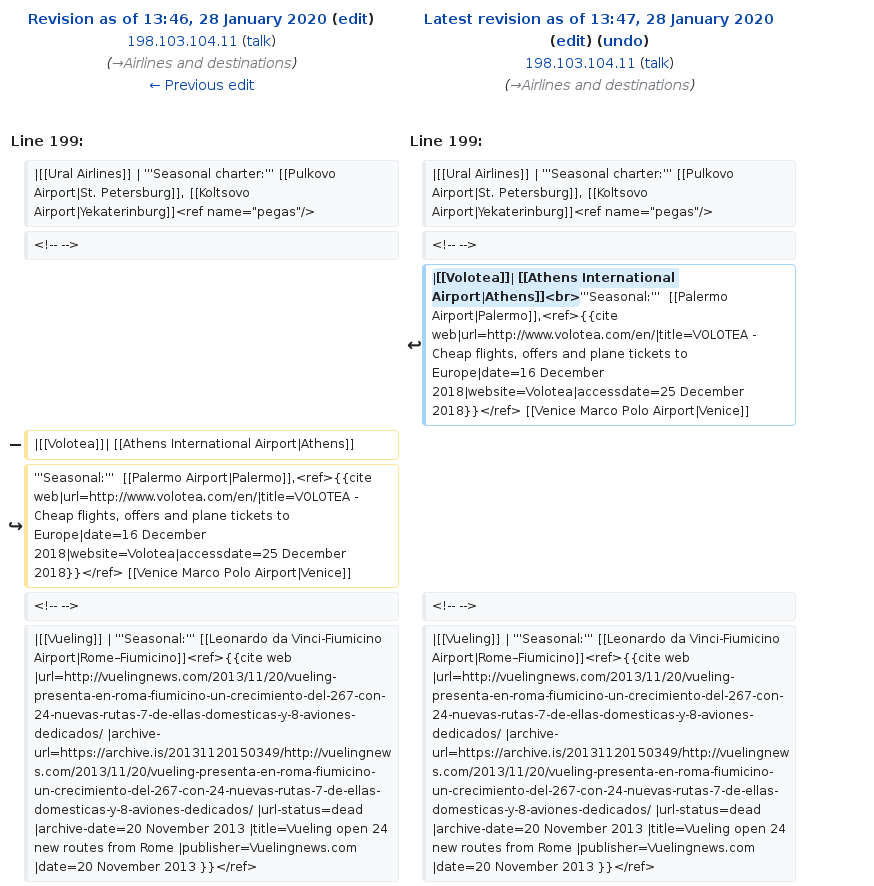 Revision as of 13:46, 28 January 2020 (edit)
198.103.104.11 (talk)
(→Airlines and destinations)
← Previous edit
Latest revision as of 13:47, 28 January 2020
(edit) (undo)
198.103.104.11 (talk)
(→Airlines and destinations)
Line 199:
Line 199:
|[[Ural Airlines]] | '''Seasonal charter:''' [[Pulkovo
Airport|St. Petersburg]], [[Koltsovo
Airport|Yekaterinburg]]<ref name="pegas"/>
|[[Ural Airlines]] | '''Seasonal charter:''' [[Pulkovo
Airport|St. Petersburg]], [[Koltsovo
Airport|Yekaterinburg]]<ref name="pegas"/>
<!-- -->
<!-- -->
↩
|[[Volotea]]| [[Athens International
Airport|Athens]]<br>'''Seasonal:'''  [[Palermo
Airport|Palermo]],<ref>{{cite
web|url=http://www.volotea.com/en/|title=VOLOTEA -
Cheap flights, offers and plane tickets to
Europe|date=16 December
2018|website=Volotea|accessdate=25 December
2018}}</ref> [[Venice Marco Polo Airport|Venice]]
−
|[[Volotea]]| [[Athens International Airport|Athens]]
↪
'''Seasonal:'''  [[Palermo Airport|Palermo]],<ref>{{cite
web|url=http://www.volotea.com/en/|title=VOLOTEA -
Cheap flights, offers and plane tickets to
Europe|date=16 December
2018|website=Volotea|accessdate=25 December
2018}}</ref> [[Venice Marco Polo Airport|Venice]]
<!-- -->
<!-- -->
|[[Vueling]] | '''Seasonal:''' [[Leonardo da Vinci-Fiumicino
Airport|Rome–Fiumicino]]<ref>{{cite web
|url=http://vuelingnews.com/2013/11/20/vueling-
presenta-en-roma-fiumicino-un-crecimiento-del-267-con-
24-nuevas-rutas-7-de-ellas-domesticas-y-8-aviones-
dedicados/ |archive-
url=https://archive.is/20131120150349/http://vuelingnew
s.com/2013/11/20/vueling-presenta-en-roma-fiumicino-
un-crecimiento-del-267-con-24-nuevas-rutas-7-de-ellas-
domesticas-y-8-aviones-dedicados/ |url-status=dead
|archive-date=20 November 2013 |title=Vueling open 24
new routes from Rome |publisher=Vuelingnews.com
|date=20 November 2013 }}</ref>
|[[Vueling]] | '''Seasonal:''' [[Leonardo da Vinci-Fiumicino
Airport|Rome–Fiumicino]]<ref>{{cite web
|url=http://vuelingnews.com/2013/11/20/vueling-
presenta-en-roma-fiumicino-un-crecimiento-del-267-con-
24-nuevas-rutas-7-de-ellas-domesticas-y-8-aviones-
dedicados/ |archive-
url=https://archive.is/20131120150349/http://vuelingnew
s.com/2013/11/20/vueling-presenta-en-roma-fiumicino-
un-crecimiento-del-267-con-24-nuevas-rutas-7-de-ellas-
domesticas-y-8-aviones-dedicados/ |url-status=dead
|archive-date=20 November 2013 |title=Vueling open 24
new routes from Rome |publisher=Vuelingnews.com
|date=20 November 2013 }}</ref>